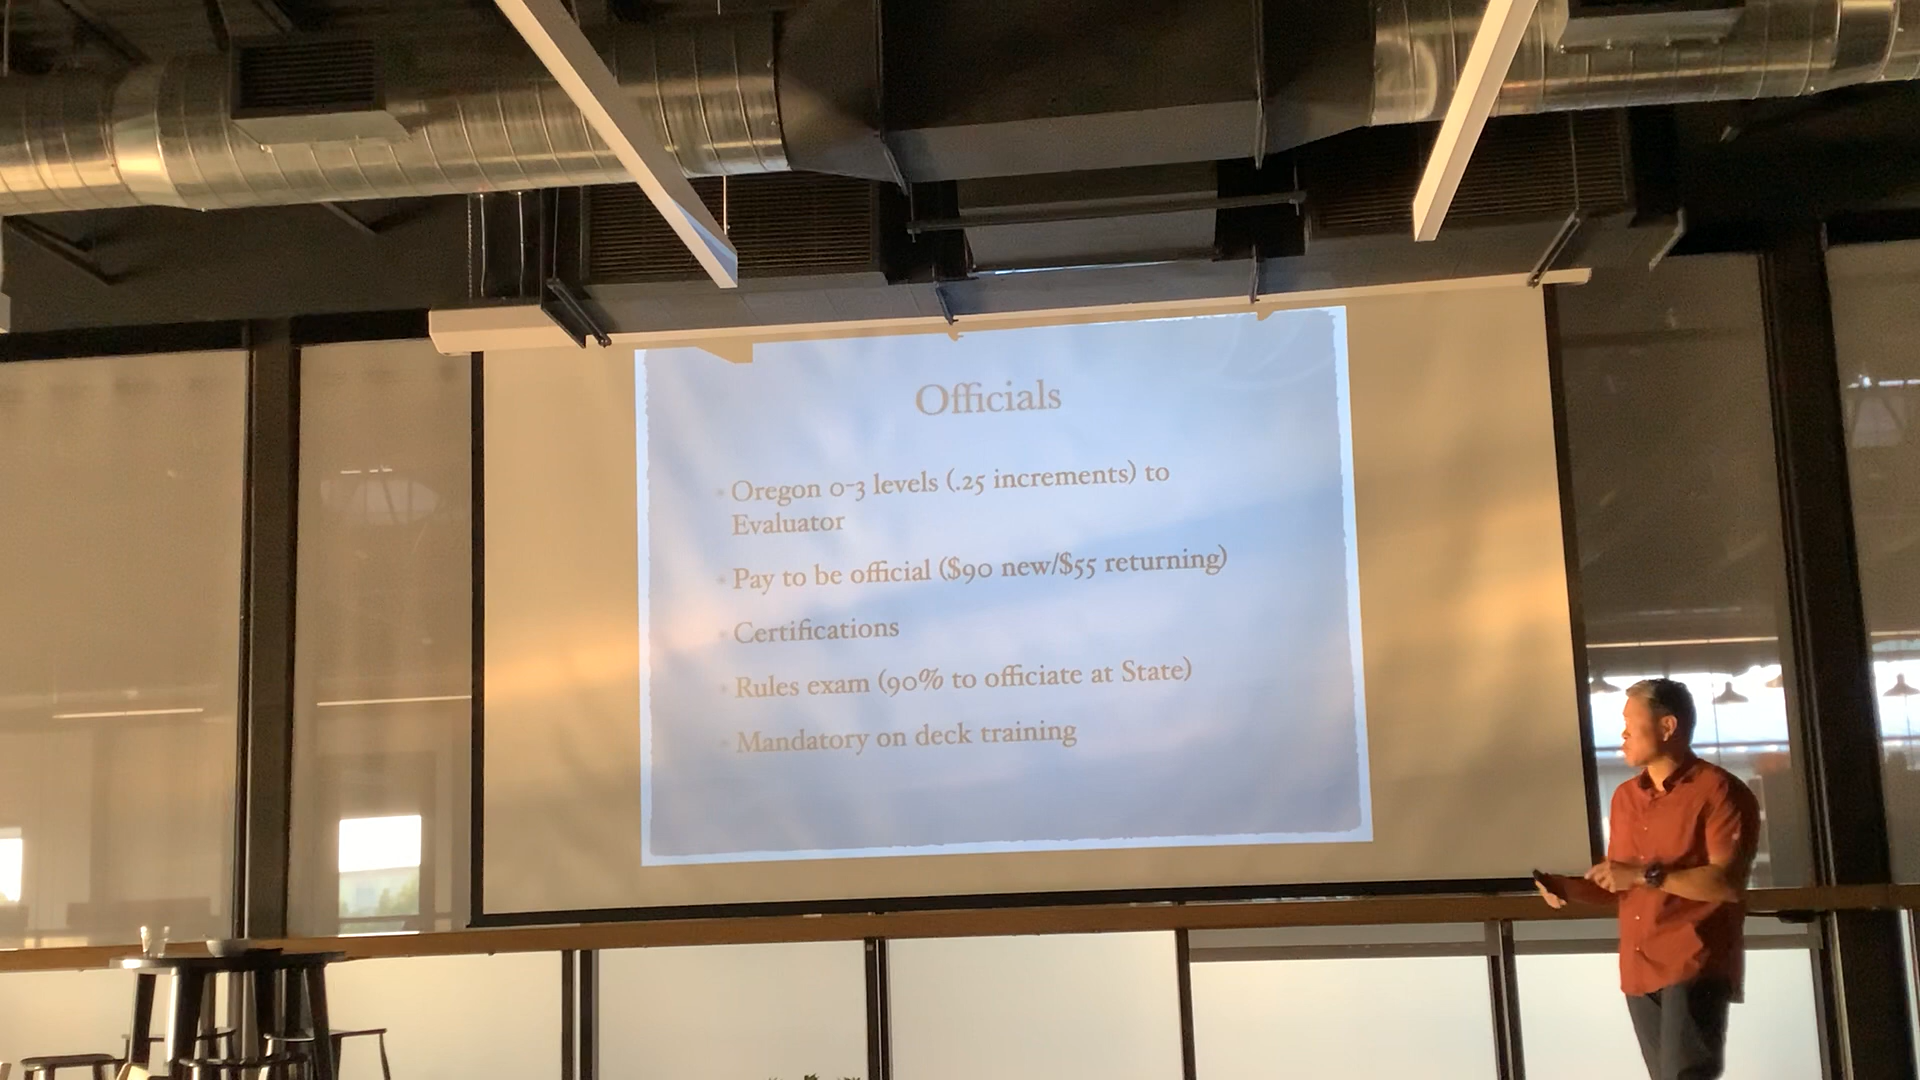 Officials
Oregon 0-3 levels (.25 increments) to
Evaluator
Pay to be official ($90 new/$55 returning)
Certifications
Rules exam (90% to officiate at State)
Mandatory on deck training